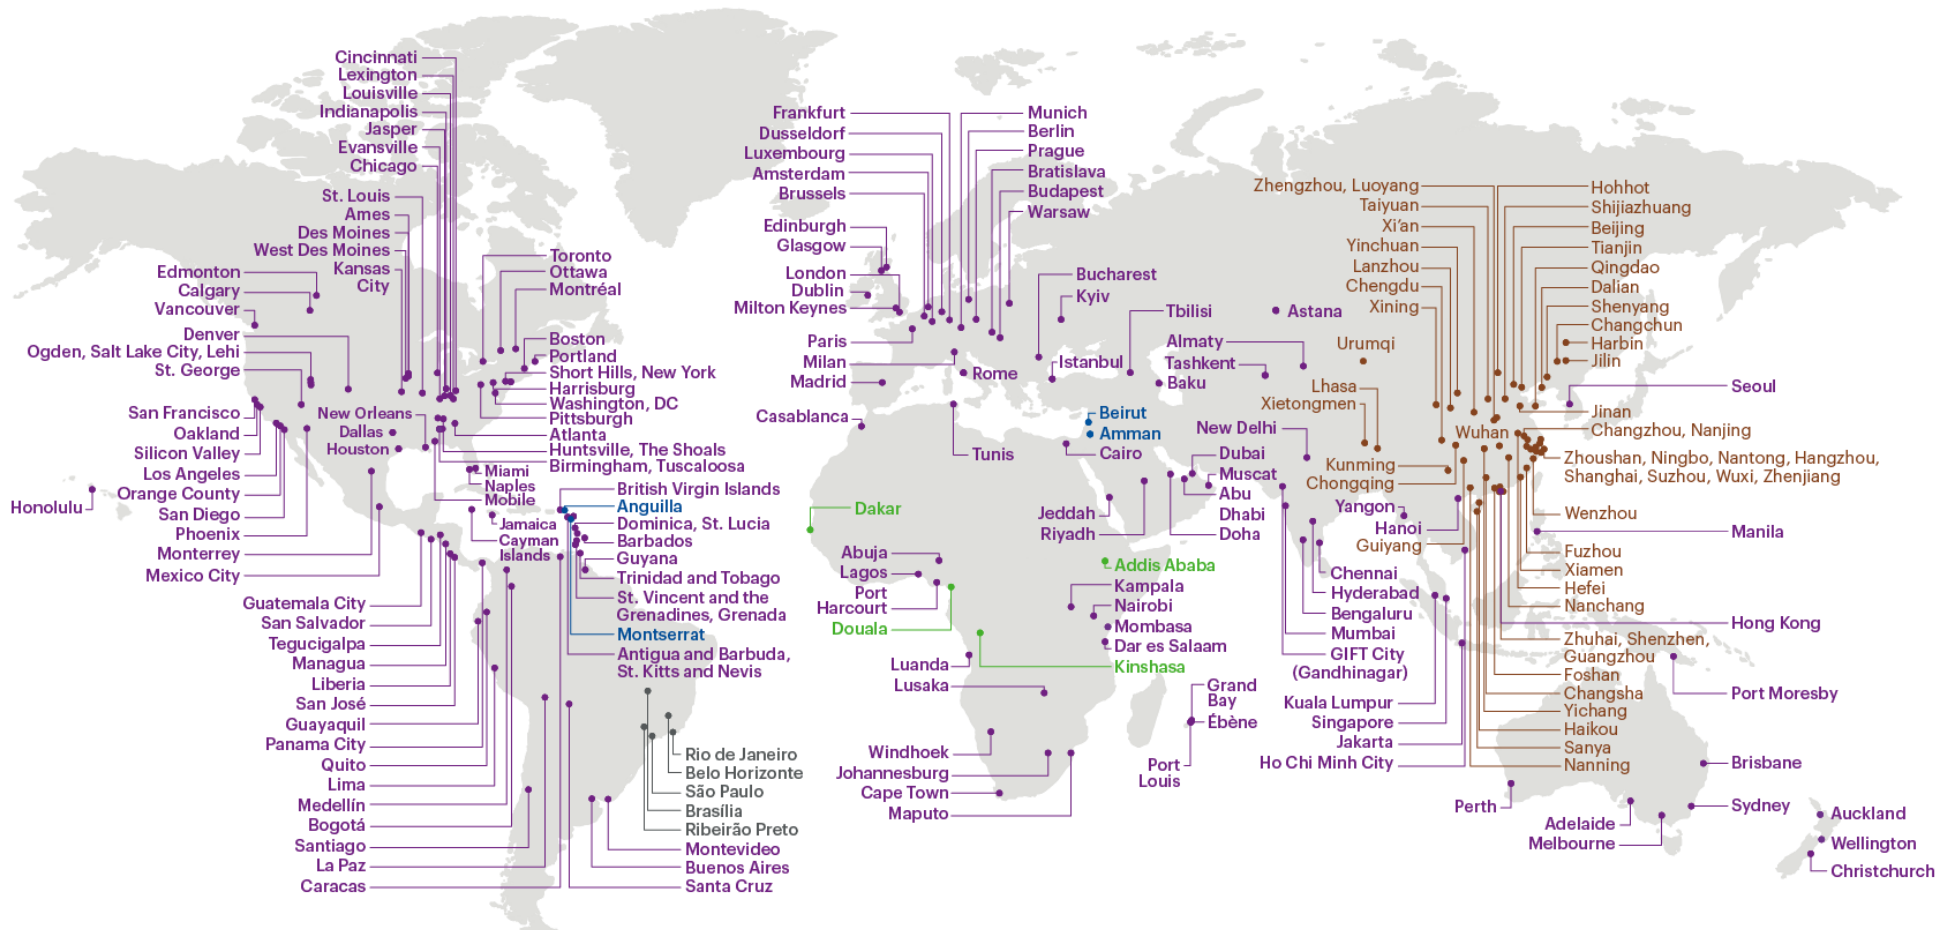 Cincinnati
Lexington
Louisville
Indianapolis
Jasper
Evansville
Chicago
St. Louis
Ames
Des Moines
West Des Moines
Kansas
City
Edmonton
Calgary
Vancouver
Denver
Ogden, Salt Lake City, Lehi
St. George
San Francisco
Oakland
Silicon Valley
Los Angeles
Orange County
San Diego
Phoenix
Monterrey
Mexico City
Honolulu
New Orleans
Dallas
Houston
Toronto
Ottawa
Montréal
Boston
Portland
Short Hills, New York
Harrisburg
Washington, DC
Pittsburgh
Atlanta
Huntsville, The Shoals
Birmingham, Tuscaloosa
Miami
Naples
Mobile
Jamaica
Cayman
Islands
British Virgin Islands
Anguilla
Dominica, St. Lucia
Barbados
Guyana
Trinidad and Tobago
St. Vincent and the
Grenadines, Grenada
Montserrat
Antigua and Barbuda,
St. Kitts and Nevis
Guatemala City
San Salvador
Tegucigalpa
Managua
Liberia
San José
Guayaquil
Panama City
Quito
Lima
Medellín
Bogotá
Santiago
La Paz
Caracas
Rio de Janeiro
Belo Horizonte
São Paulo
Brasília
Ribeirão Preto
Montevideo
Buenos Aires
Santa Cruz
Frankfurt
Dusseldorf
Luxembourg
Amsterdam
Brussels
Edinburgh
Glasgow
London
Dublin
Milton Keynes
Paris
Milan
Madrid
Casablanca
Munich
Berlin
Prague
Bratislava
Budapest
Warsaw
Bucharest
Kyiv
Tbilisi
Istanbul
Rome
Almaty
Tashkent
Baku
Astana
Beirut
Amman
Cairo
Tunis
New Delhi
Dubai
Muscat
Abu
Dhabi
Doha
Jeddah
Riyadh
Dakar
Abuja
Lagos
Port
Harcourt
Douala
Addis Ababa
Kampala
Nairobi
Mombasa
Dar es Salaam
Kinshasa
Luanda
Lusaka
Windhoek
Johannesburg
Cape Town
Maputo
Grand
Bay
Ébène
Port
Louis
Zhengzhou, Luoyang
Taiyuan
Xi’an
Yinchuan
Lanzhou
Chengdu
Xining
Urumqi
Lhasa
Xietongmen
Wuhan
Kunming
Chongqing
Yangon
Hanoi
Guiyang
Chennai
Hyderabad
Bengaluru
Mumbai
GIFT City
(Gandhinagar)
Kuala Lumpur
Singapore
Jakarta
Ho Chi Minh City
Hohhot
Shijiazhuang
Beijing
Tianjin
Qingdao
Dalian
Shenyang
Changchun
Harbin
Jilin
Seoul
Jinan
Changzhou, Nanjing
Zhoushan, Ningbo, Nantong, Hangzhou,
Shanghai, Suzhou, Wuxi, Zhenjiang
Wenzhou
Manila
Fuzhou
Xiamen
Hefei
Nanchang
Hong Kong
Zhuhai, Shenzhen,
Guangzhou
Foshan
Changsha
Yichang
Haikou
Sanya
Nanning
Port Moresby
Brisbane
Perth
Sydney
Adelaide
Melbourne
Auckland
Wellington
Christchurch